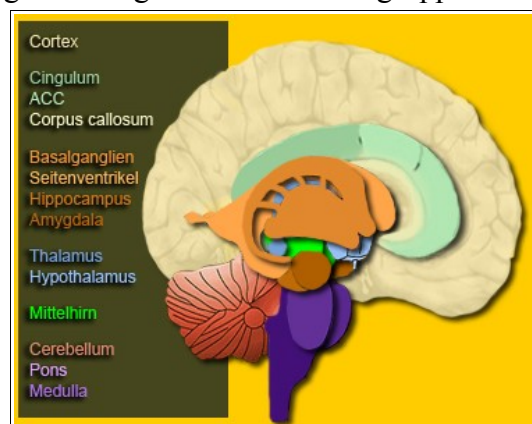 Cortex
Cingulum
ACC
Corpus callosum
Basalganglien
Seitenventrikel
Hippocampus
Amygdala
Thalamus
Hypothalamus
Mittelhirn
Cerebellum
Pons
Medulla